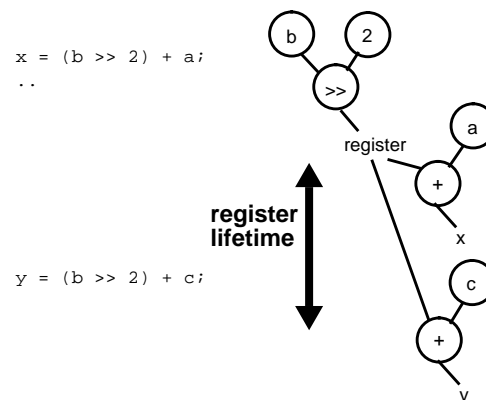 b
2
x = (b >> 2) + a;
..
>>
a
register
+
register
lifetime
x
y = (b >> 2) + c;
c
+
y